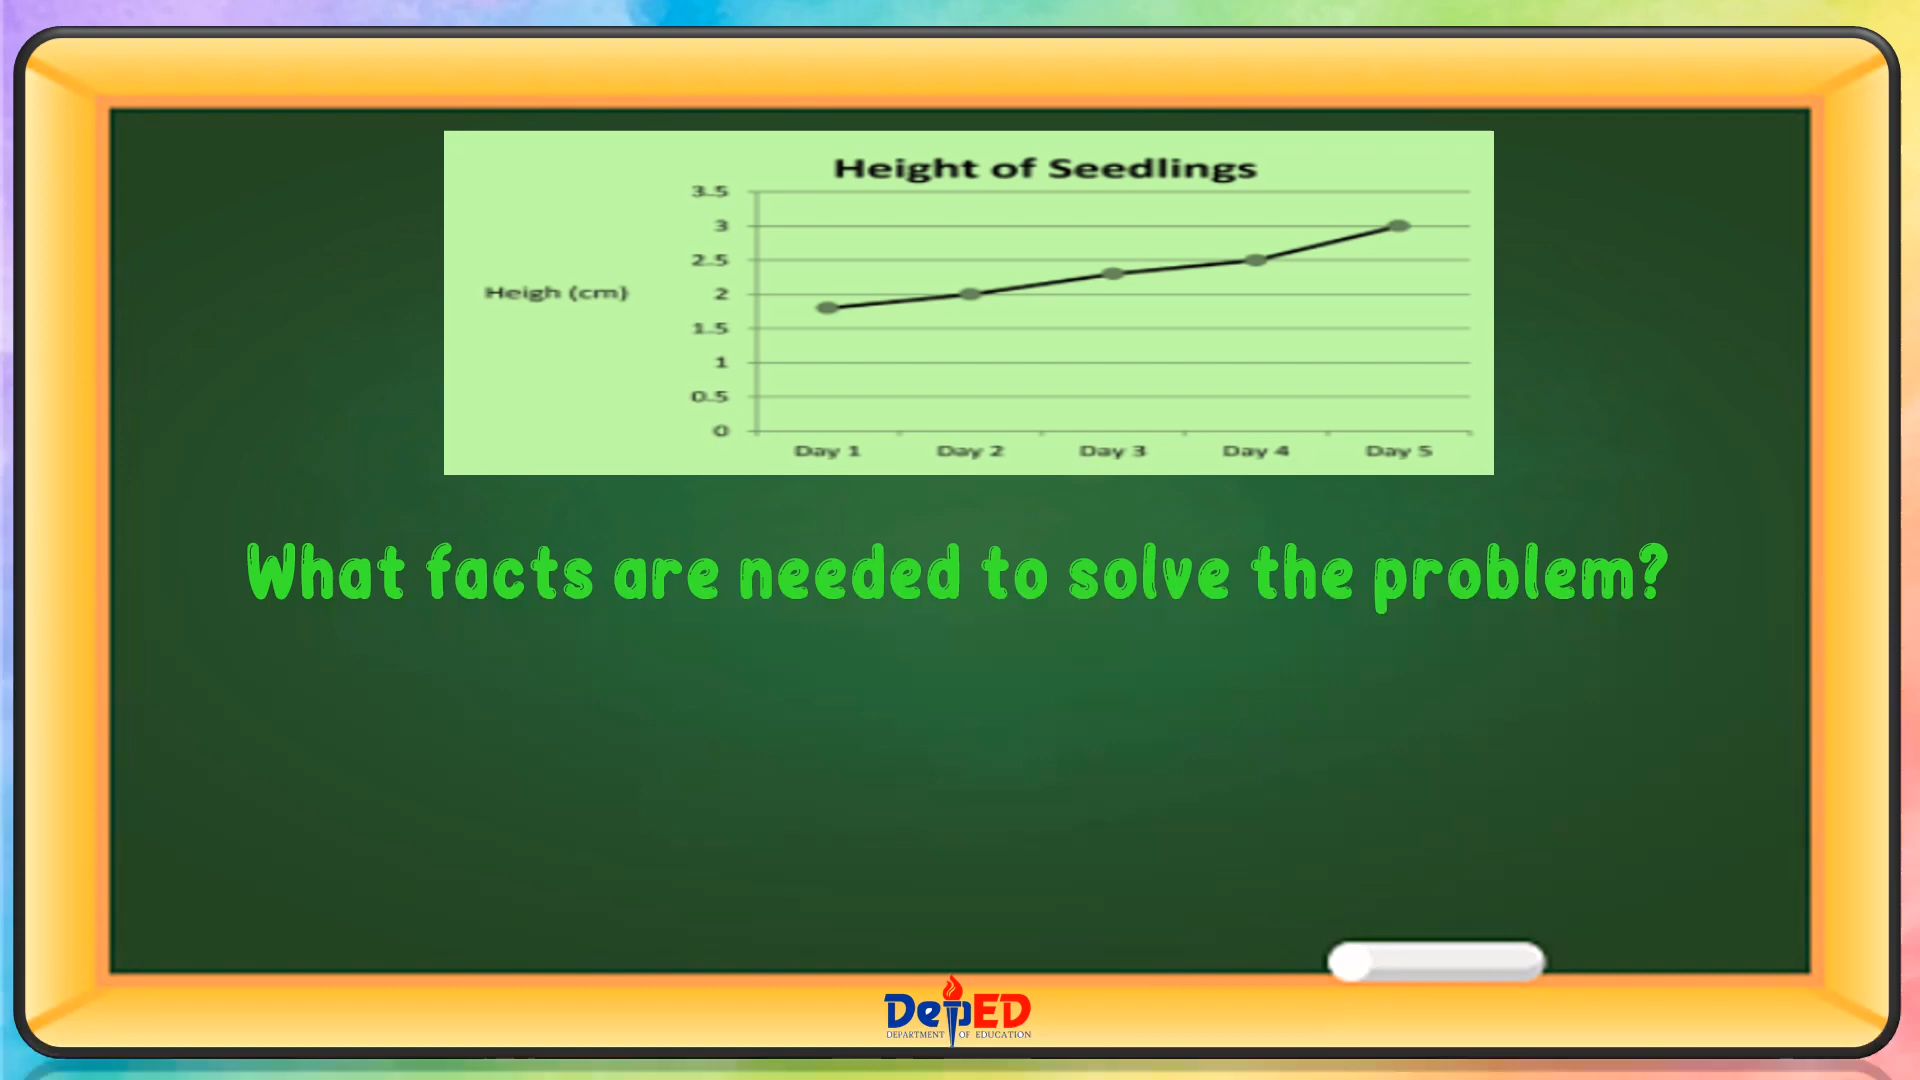 Height of Seedlings
3.5
3
2.5
Heigh (cm)
2
1.5
1
0.5
0
Day 1 Day 2 Day 3 Day 4 Day 5
What facts are needed to solve the problem?
DepED
DEPARTMENT OF EDUCATION